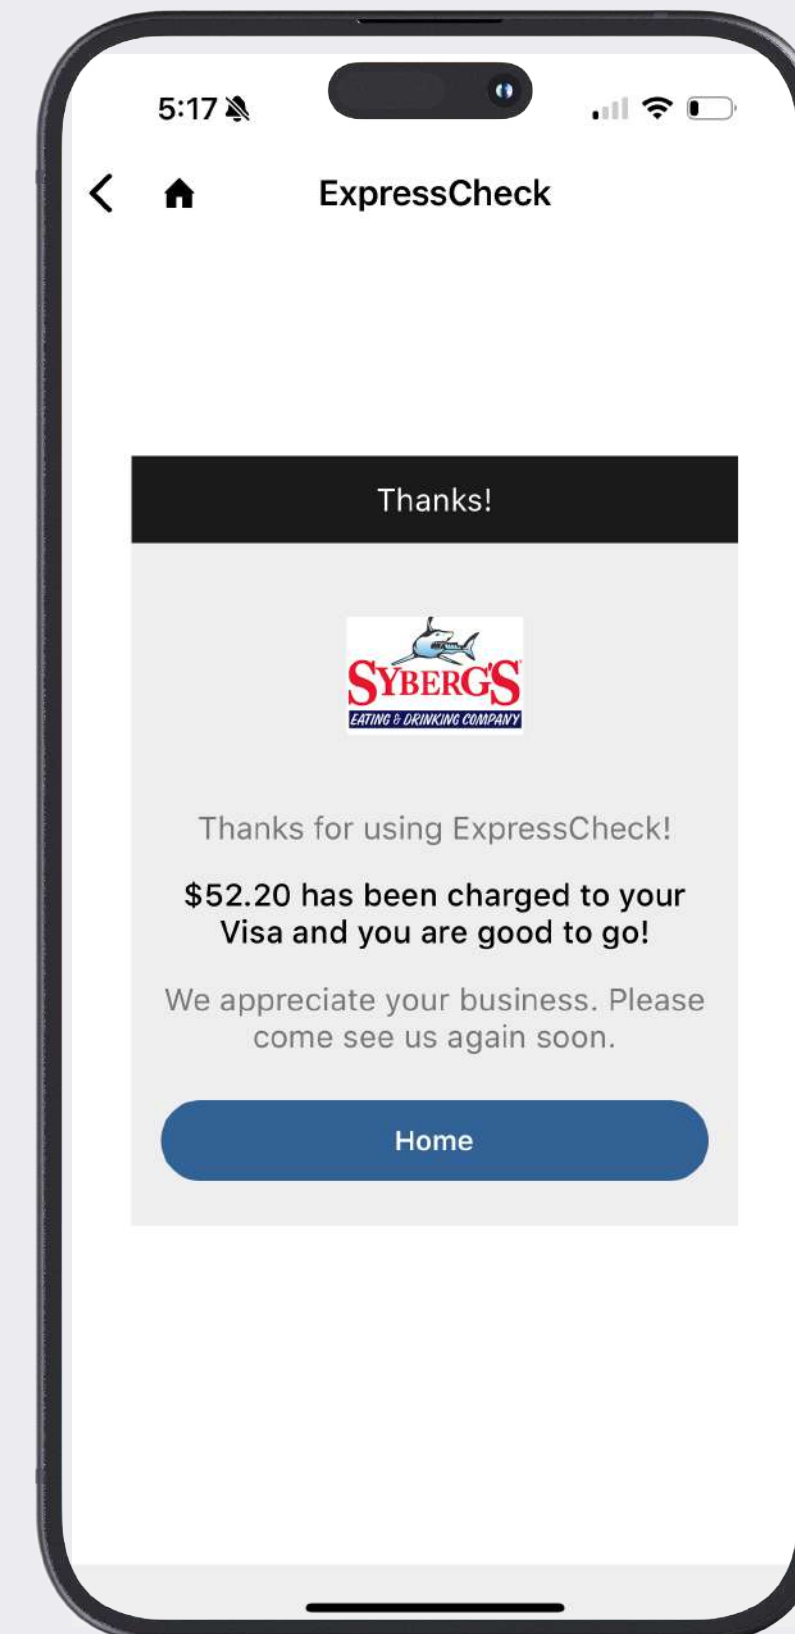 5:17
ExpressCheck
Thanks!
SYBERG'S
EATING & DRINKING COMPANY
Thanks for using ExpressCheck!
$52.20 has been charged to your
Visa and you are good to go!
We appreciate your business. Please
come see us again soon.
Home